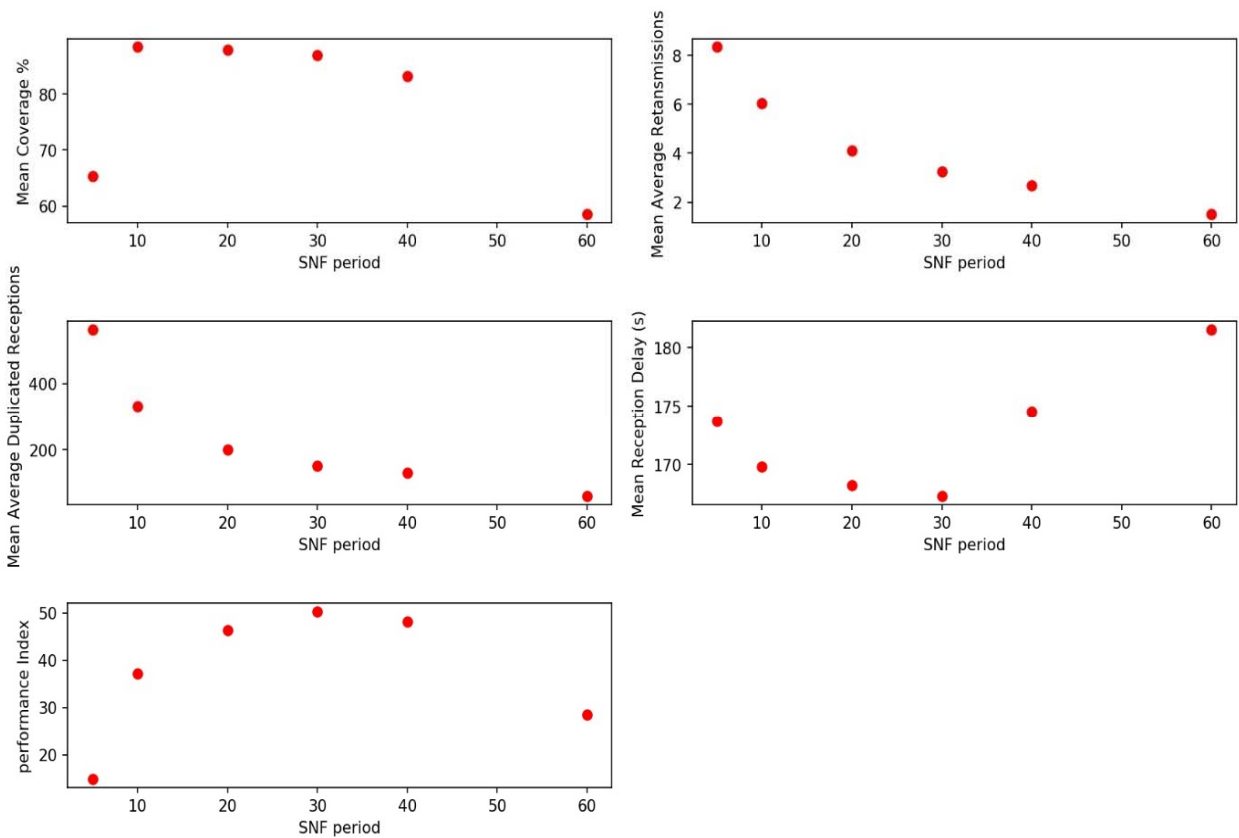 Mean Coverage %
80
70
60
10 20 30 40 50 60
SNF period
Mean Average Retansmissions
8
6
4
2
10 20 30 40 50 60
SNF period
Mean Average Duplicated Receptions
400
200
10 20 30 40 50 60
SNF period
Mean Reception Delay (s)
180
175
170
10 20 30 40 50 60
SNF period
performance Index
50
40
30
20
10 20 30 40 50 60
SNF period